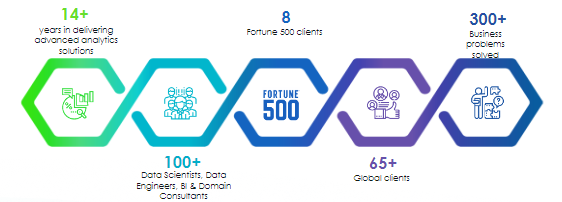 14+
years in delivering
advanced analytics
solutions
8
Fortune 500 clients
300+
Business
problems
solved
FORTUNE
500
100+
Data Scientists, Data
Engineers, BI & Domain
Consultants
65+
Global clients